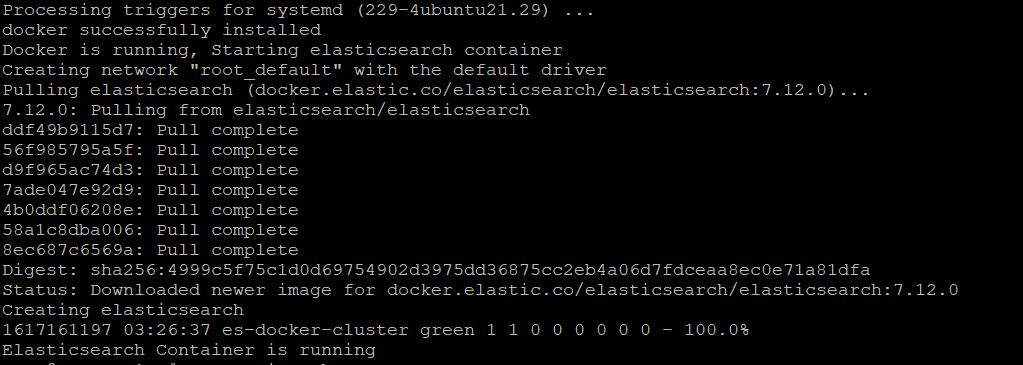 Processing triggers for systemd (229-4ubuntu21.29) ...
docker successfully installed
Docker is running, Starting elasticsearch container
Creating network "root_default" with the default driver
Pulling elasticsearch (docker.elastic.co/elasticsearch/elasticsearch:7.12.0)...
7.12.0: Pulling from elasticsearch/elasticsearch
ddf49b9115d7: Pull complete
56f985795a5f: Pull complete
d9f965ac74d3: Pull complete
7ade047e92d9: Pull complete
4b0ddf06208e: Pull complete
58a1c8dba006: Pull complete
8ec687c6569a: Pull complete
Digest: sha256:4999c5f75c1d0d69754902d3975dd36875cc2eb4a06d7fdceaa8ec0e71a81dfa
Status: Downloaded newer image for docker.elastic.co/elasticsearch/elasticsearch:7.12.0
Creating elasticsearch
1617161197 03:26:37 es-docker-cluster green 1 1 0 0 0 0 0 0 - 100.0%
Elasticsearch Container is running